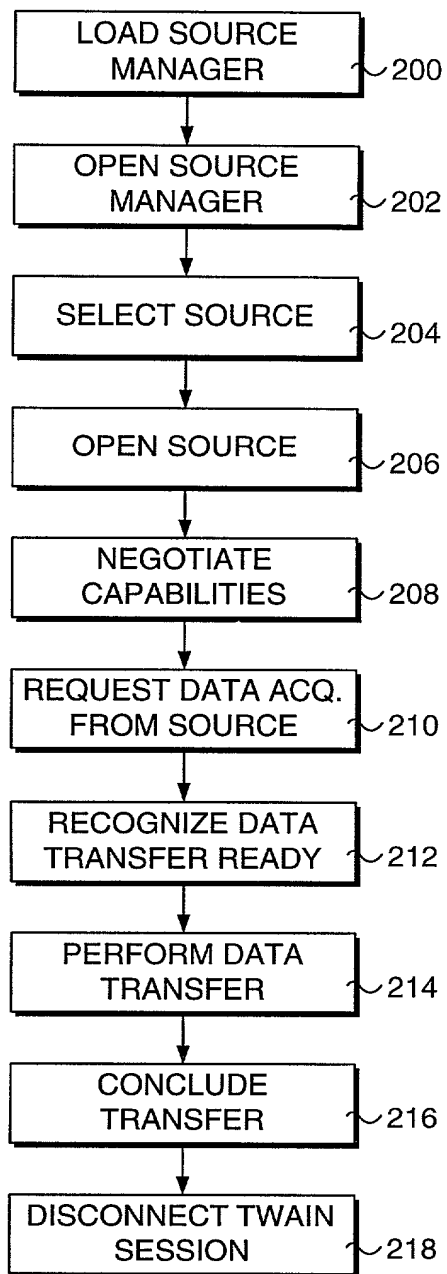 LOAD SOURCE
MANAGER
200
OPEN SOURCE
MANAGER
202
SELECT SOURCE
204
OPEN SOURCE
206
NEGOTIATE
CAPABILITIES
208
REQUEST DATA ACQ.
FROM SOURCE
210
RECOGNIZE DATA
TRANSFER READY
212
PERFORM DATA
TRANSFER
214
CONCLUDE
TRANSFER
216
DISCONNECT TWAIN
SESSION
218